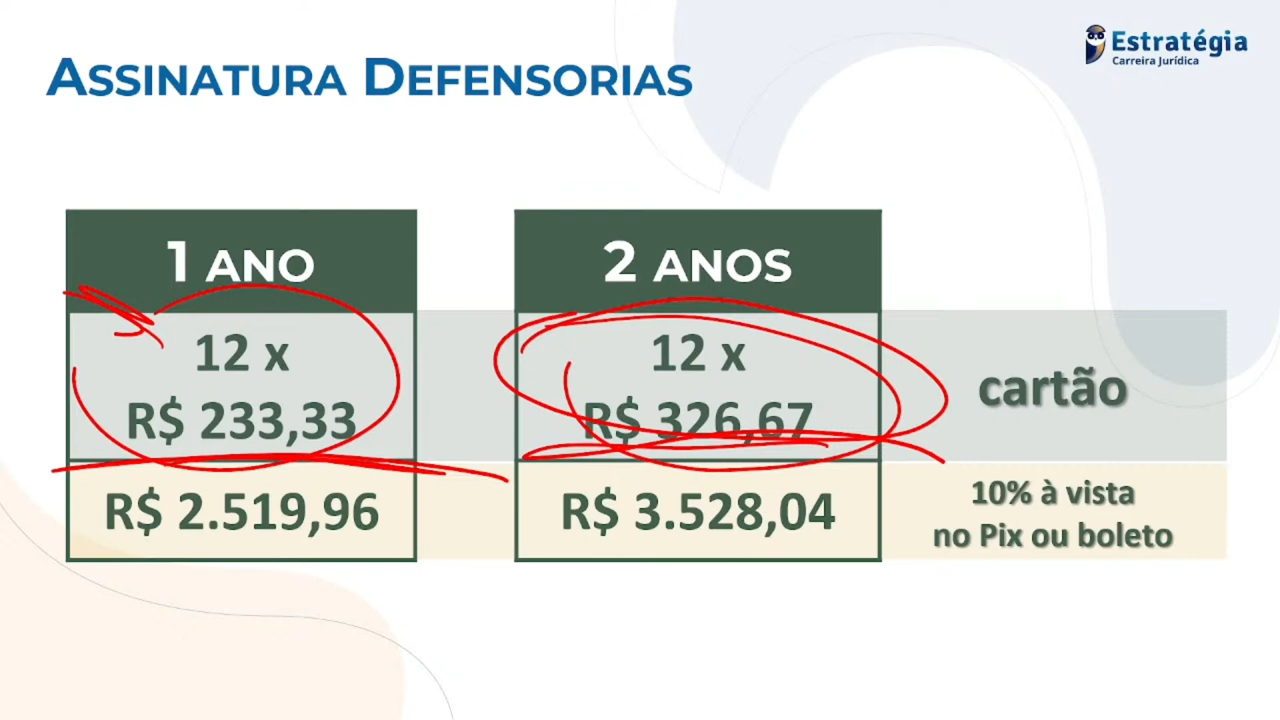 ASSINATURA DEFENSORIAS
Estratégia
Carreira Jurídica
1 ANO
2 ANOS
12 x
R$ 233,33
12 x
R$ 326,67
cartão
R$ 2.519,96
R$ 3.528,04
10% à vista
no Pix ou boleto